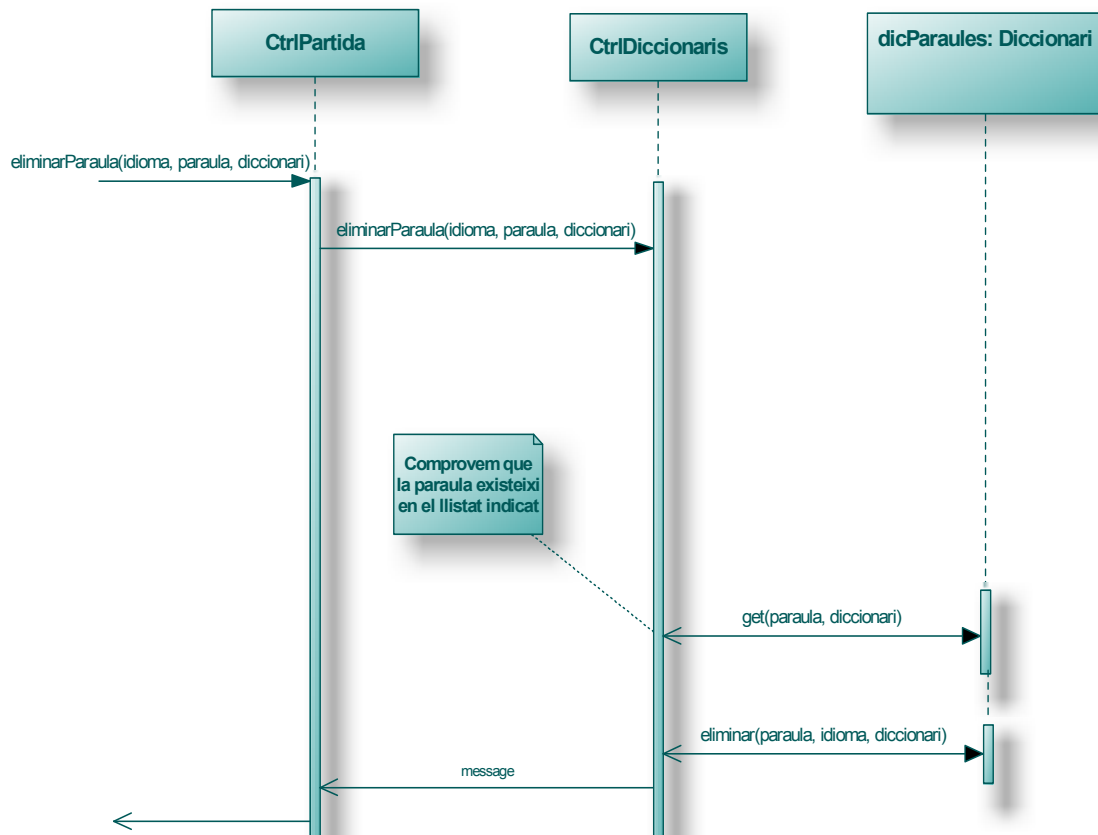 CtrlPartida
CtrlDiccionaris
dicParaules: Diccionari
eliminarParaula(idioma, paraula, diccionari)
eliminarParaula(idioma, paraula, diccionari)
Comprovem que
la paraula existeixi
en el llistat indicat
get(paraula, diccionari)
eliminar(paraula, idioma, diccionari)
message